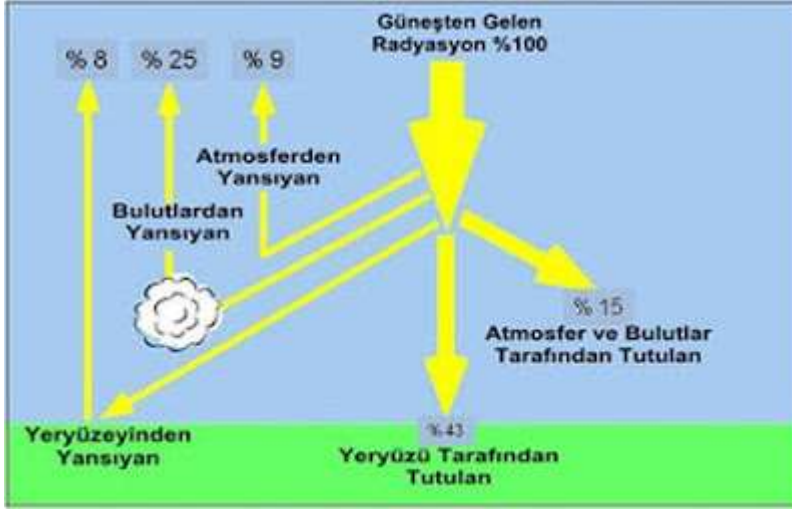 Güneşten Gelen
Radyasyon %100
% 8
% 25
% 9
Atmosferden
Yansıyan
Bulutlardan
Yansıyan
% 15
Atmosfer ve Bulutlar
Tarafından Tutulan
% 43
Yeryüzeyinden
Yansıyan
Yeryüzü Tarafından
Tutulan